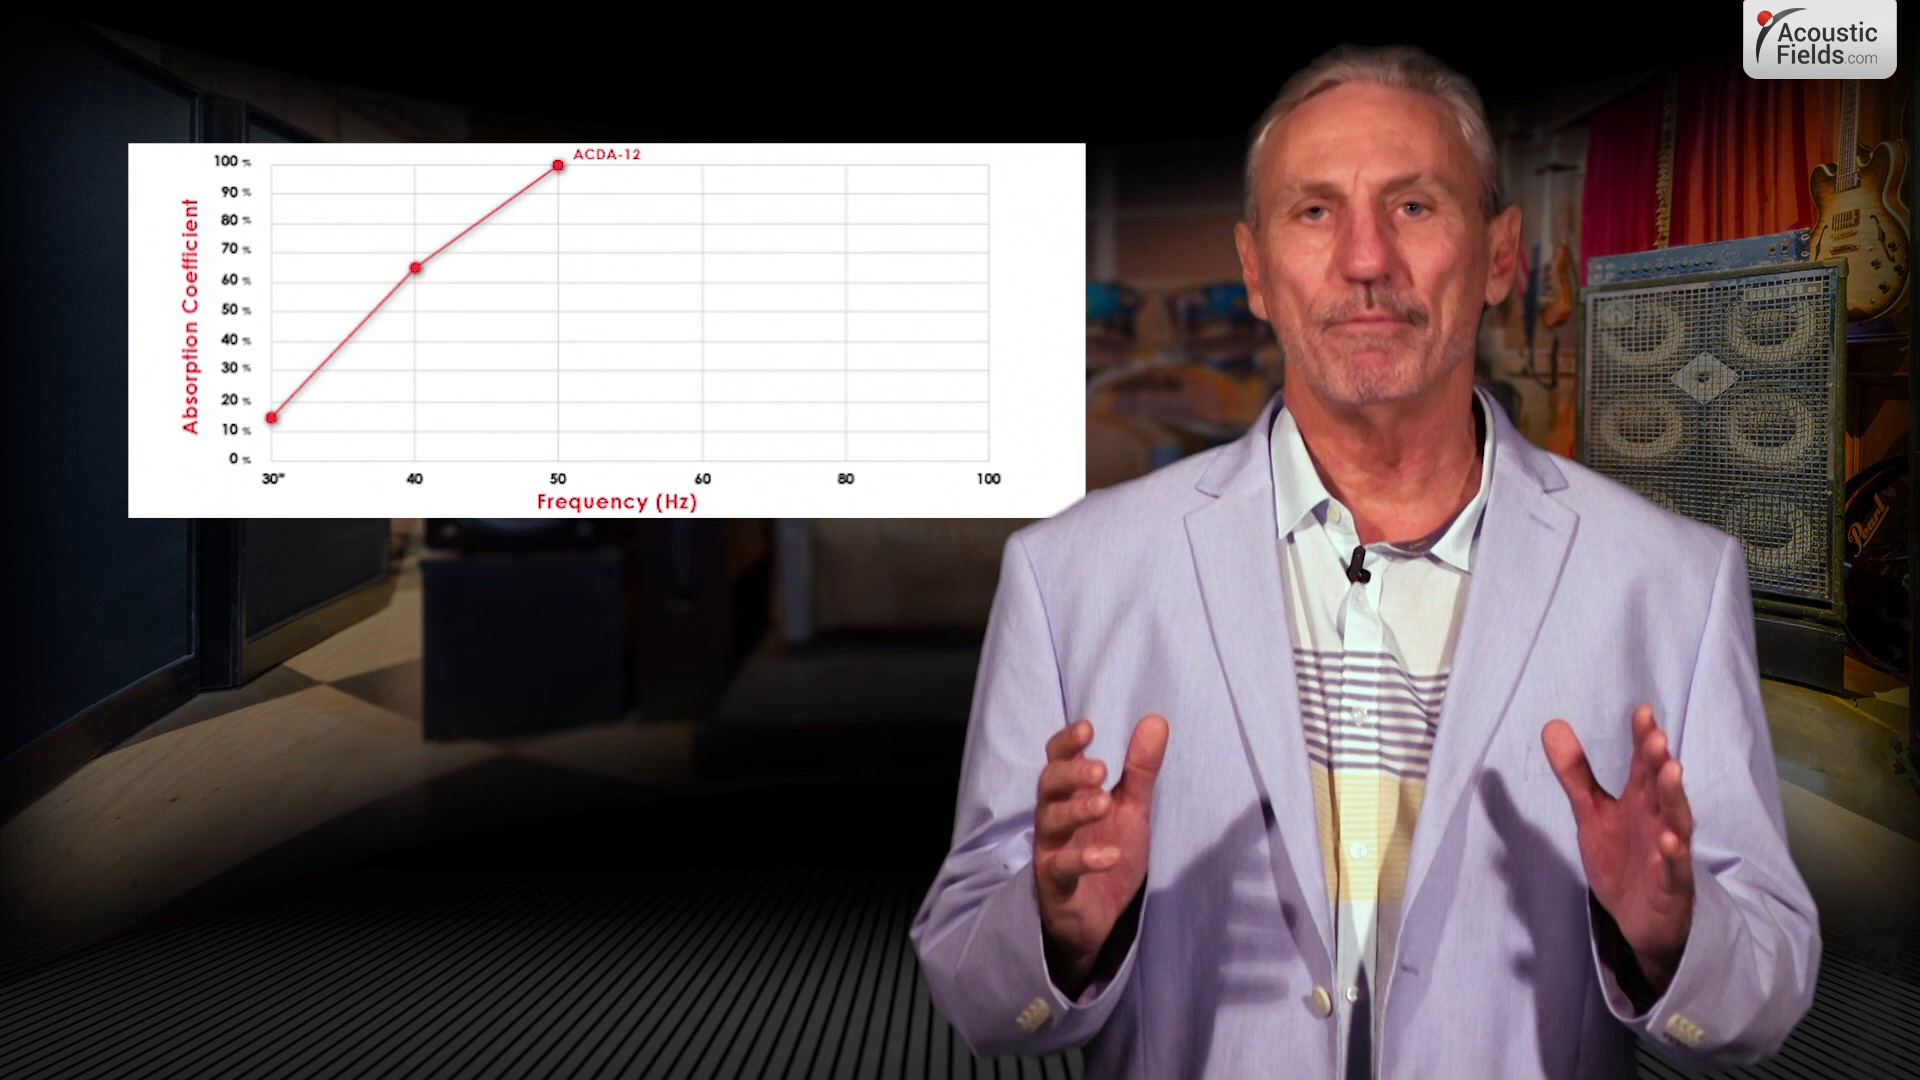 Acoustic
Fields.com
ACDA-12
100 %
90 %
80 %
70 %
60 %
50 %
40 %
30 %
20 %
10 %
0 %
Absorption Coefficient
30* 40 50 60 80 100
Frequency (Hz)
Pearl